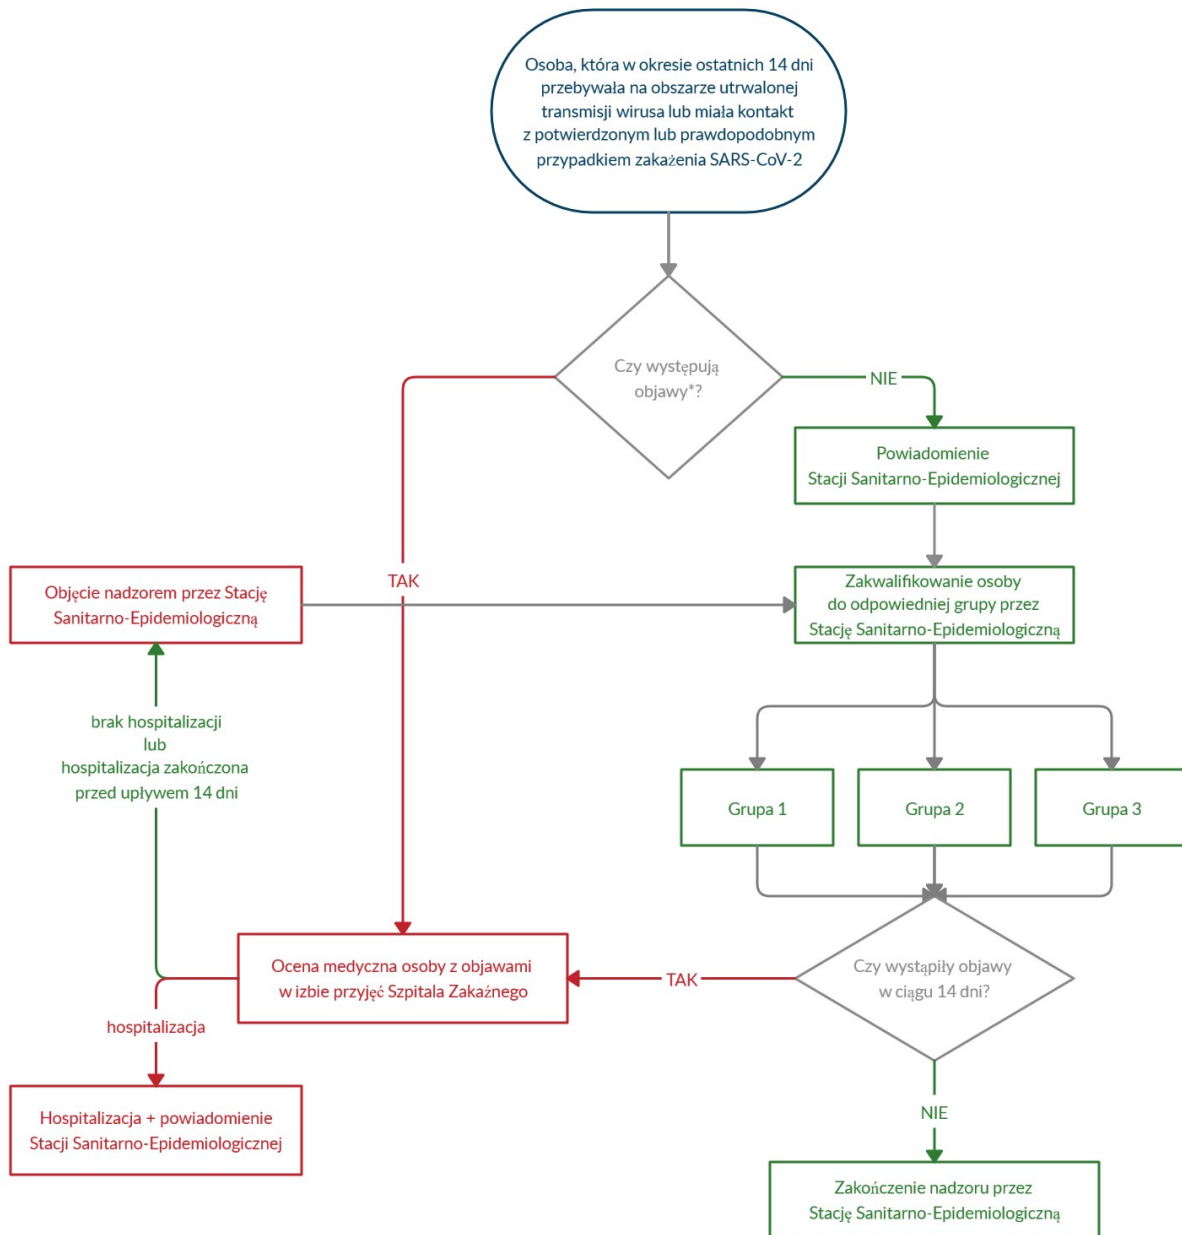 Osoba, która w okresie ostatnich 14 dni
przebywała na obszarze utrwalonej
transmisji wirusa lub miała kontakt
z potwierdzonym lub prawdopodobnym
przypadkiem zakażenia SARS-CoV-2
Czy występują
objawy*?
NIE
Powiadomienie
Stacji Sanitarno-Epidemiologicznej
TAK
Objęcie nadzorem przez Stację
Sanitarno-Epidemiologiczną
Zakwalifikowanie osoby
do odpowiedniej grupy przez
Stację Sanitarno-Epidemiologiczną
brak hospitalizacji
lub
hospitalizacja zakończona
przed upływem 14 dni
Grupa 1
Grupa 2
Grupa 3
Ocena medyczna osoby z objawami
w izbie przyjęć Szpitala Zakaźnego
TAK
Czy wystąpiły objawy
w ciągu 14 dni?
hospitalizacja
Hospitalizacja + powiadomienie
Stacji Sanitarno-Epidemiologicznej
NIE
Zakończenie nadzoru przez
Stację Sanitarno-Epidemiologiczną